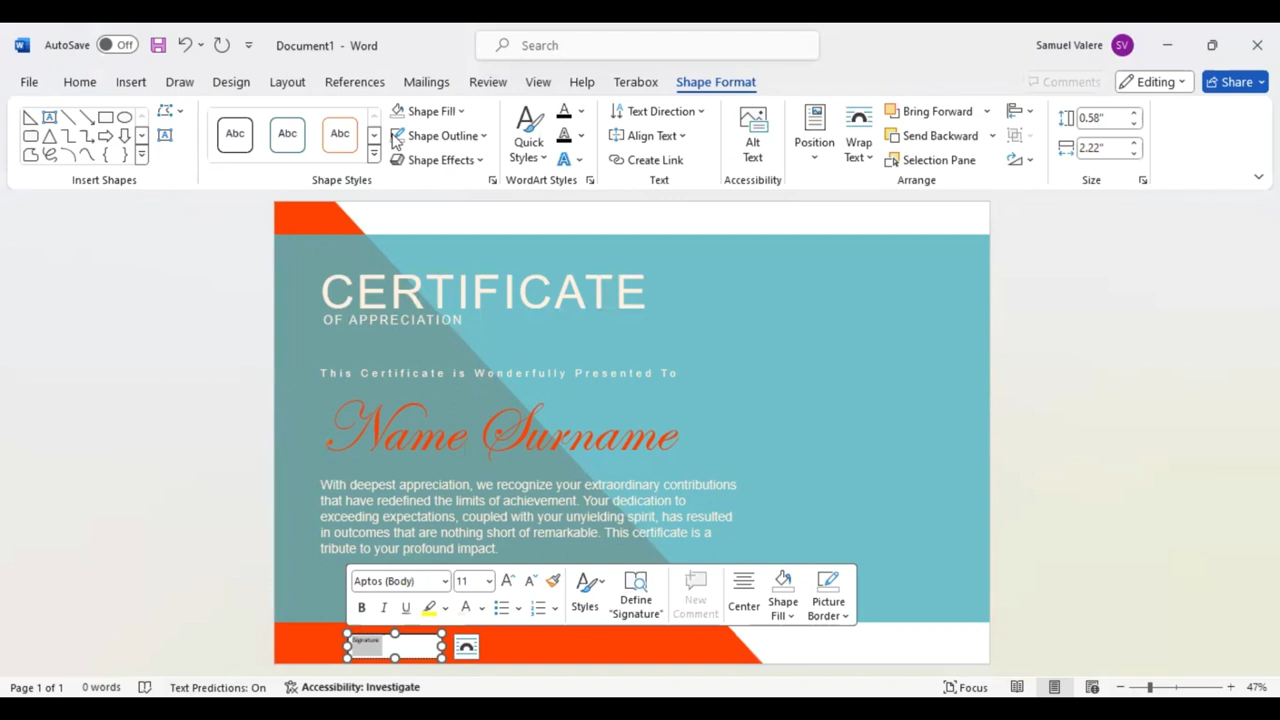 AutoSave Off Document1 - Word Search Samuel Valere SV
File Home Insert Draw Design Layout References Mailings Review View Help Terabox Shape Format Comments Editing Share
Abc Abc Abc
Shape Fill
Shape Outline
Shape Effects
Quick
Styles
Text Direction
Align Text
Create Link
Alt
Text
Position
Wrap
Text
Bring Forward
Send Backward
Selection Pane
0.58"
2.22"
Insert Shapes Shape Styles WordArt Styles Text Accessibility Arrange Size
CERTIFICATE
OF APPRECIATION
This Certificate is Wonderfully Presented To
Name Surname
With deepest appreciation, we recognize your extraordinary contributions
that have redefined the limits of achievement. Your dedication to
exceeding expectations, coupled with your unyielding spirit, has resulted
in outcomes that are nothing short of remarkable. This certificate is a
tribute to your profound impact.
Aptos (Body) 11
B I U
Styles
Define
"Signature"
New
Comment
Center
Shape
Fill
Picture
Border
Signature
Page 1 of 1 0 words Text Predictions: On Accessibility: Investigate Focus 47%